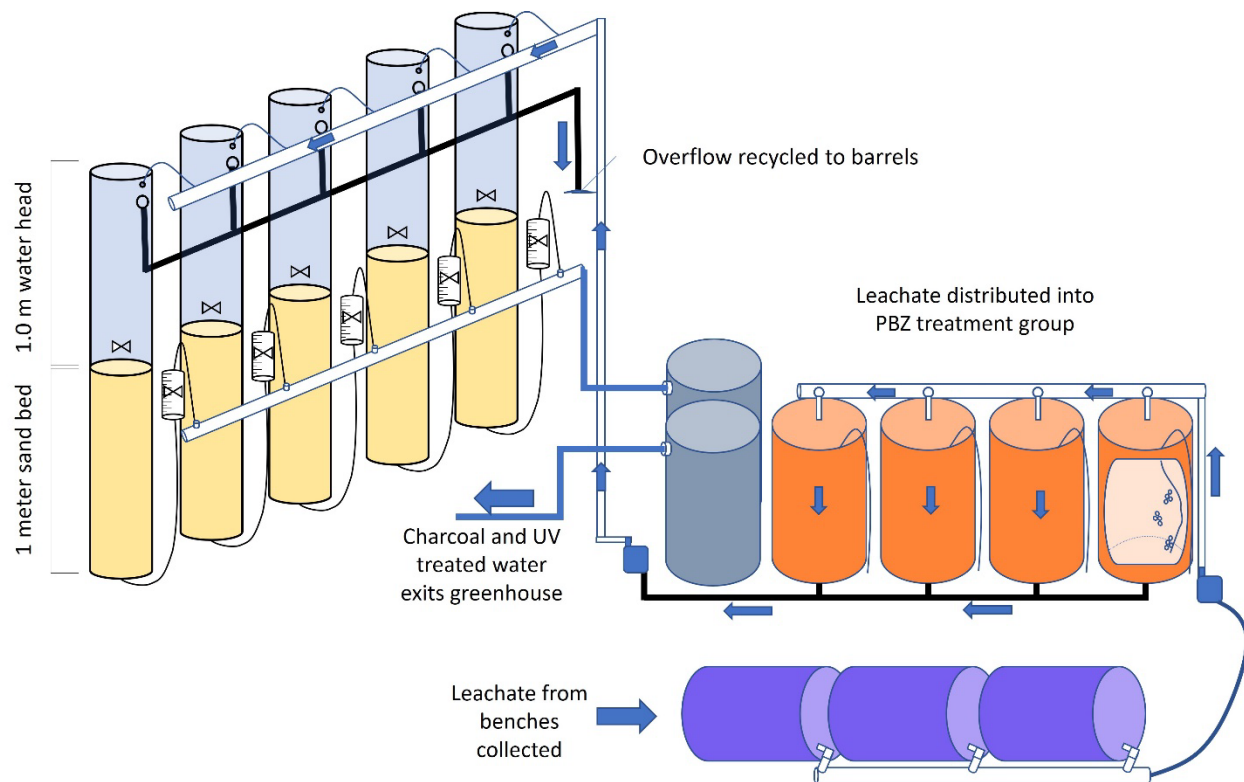 Overflow recycled to barrels
1.0 m water head
1 meter sand bed
Leachate distributed into
PBZ treatment group
Charcoal and UV
treated water
exits greenhouse
Leachate from
benches
collected